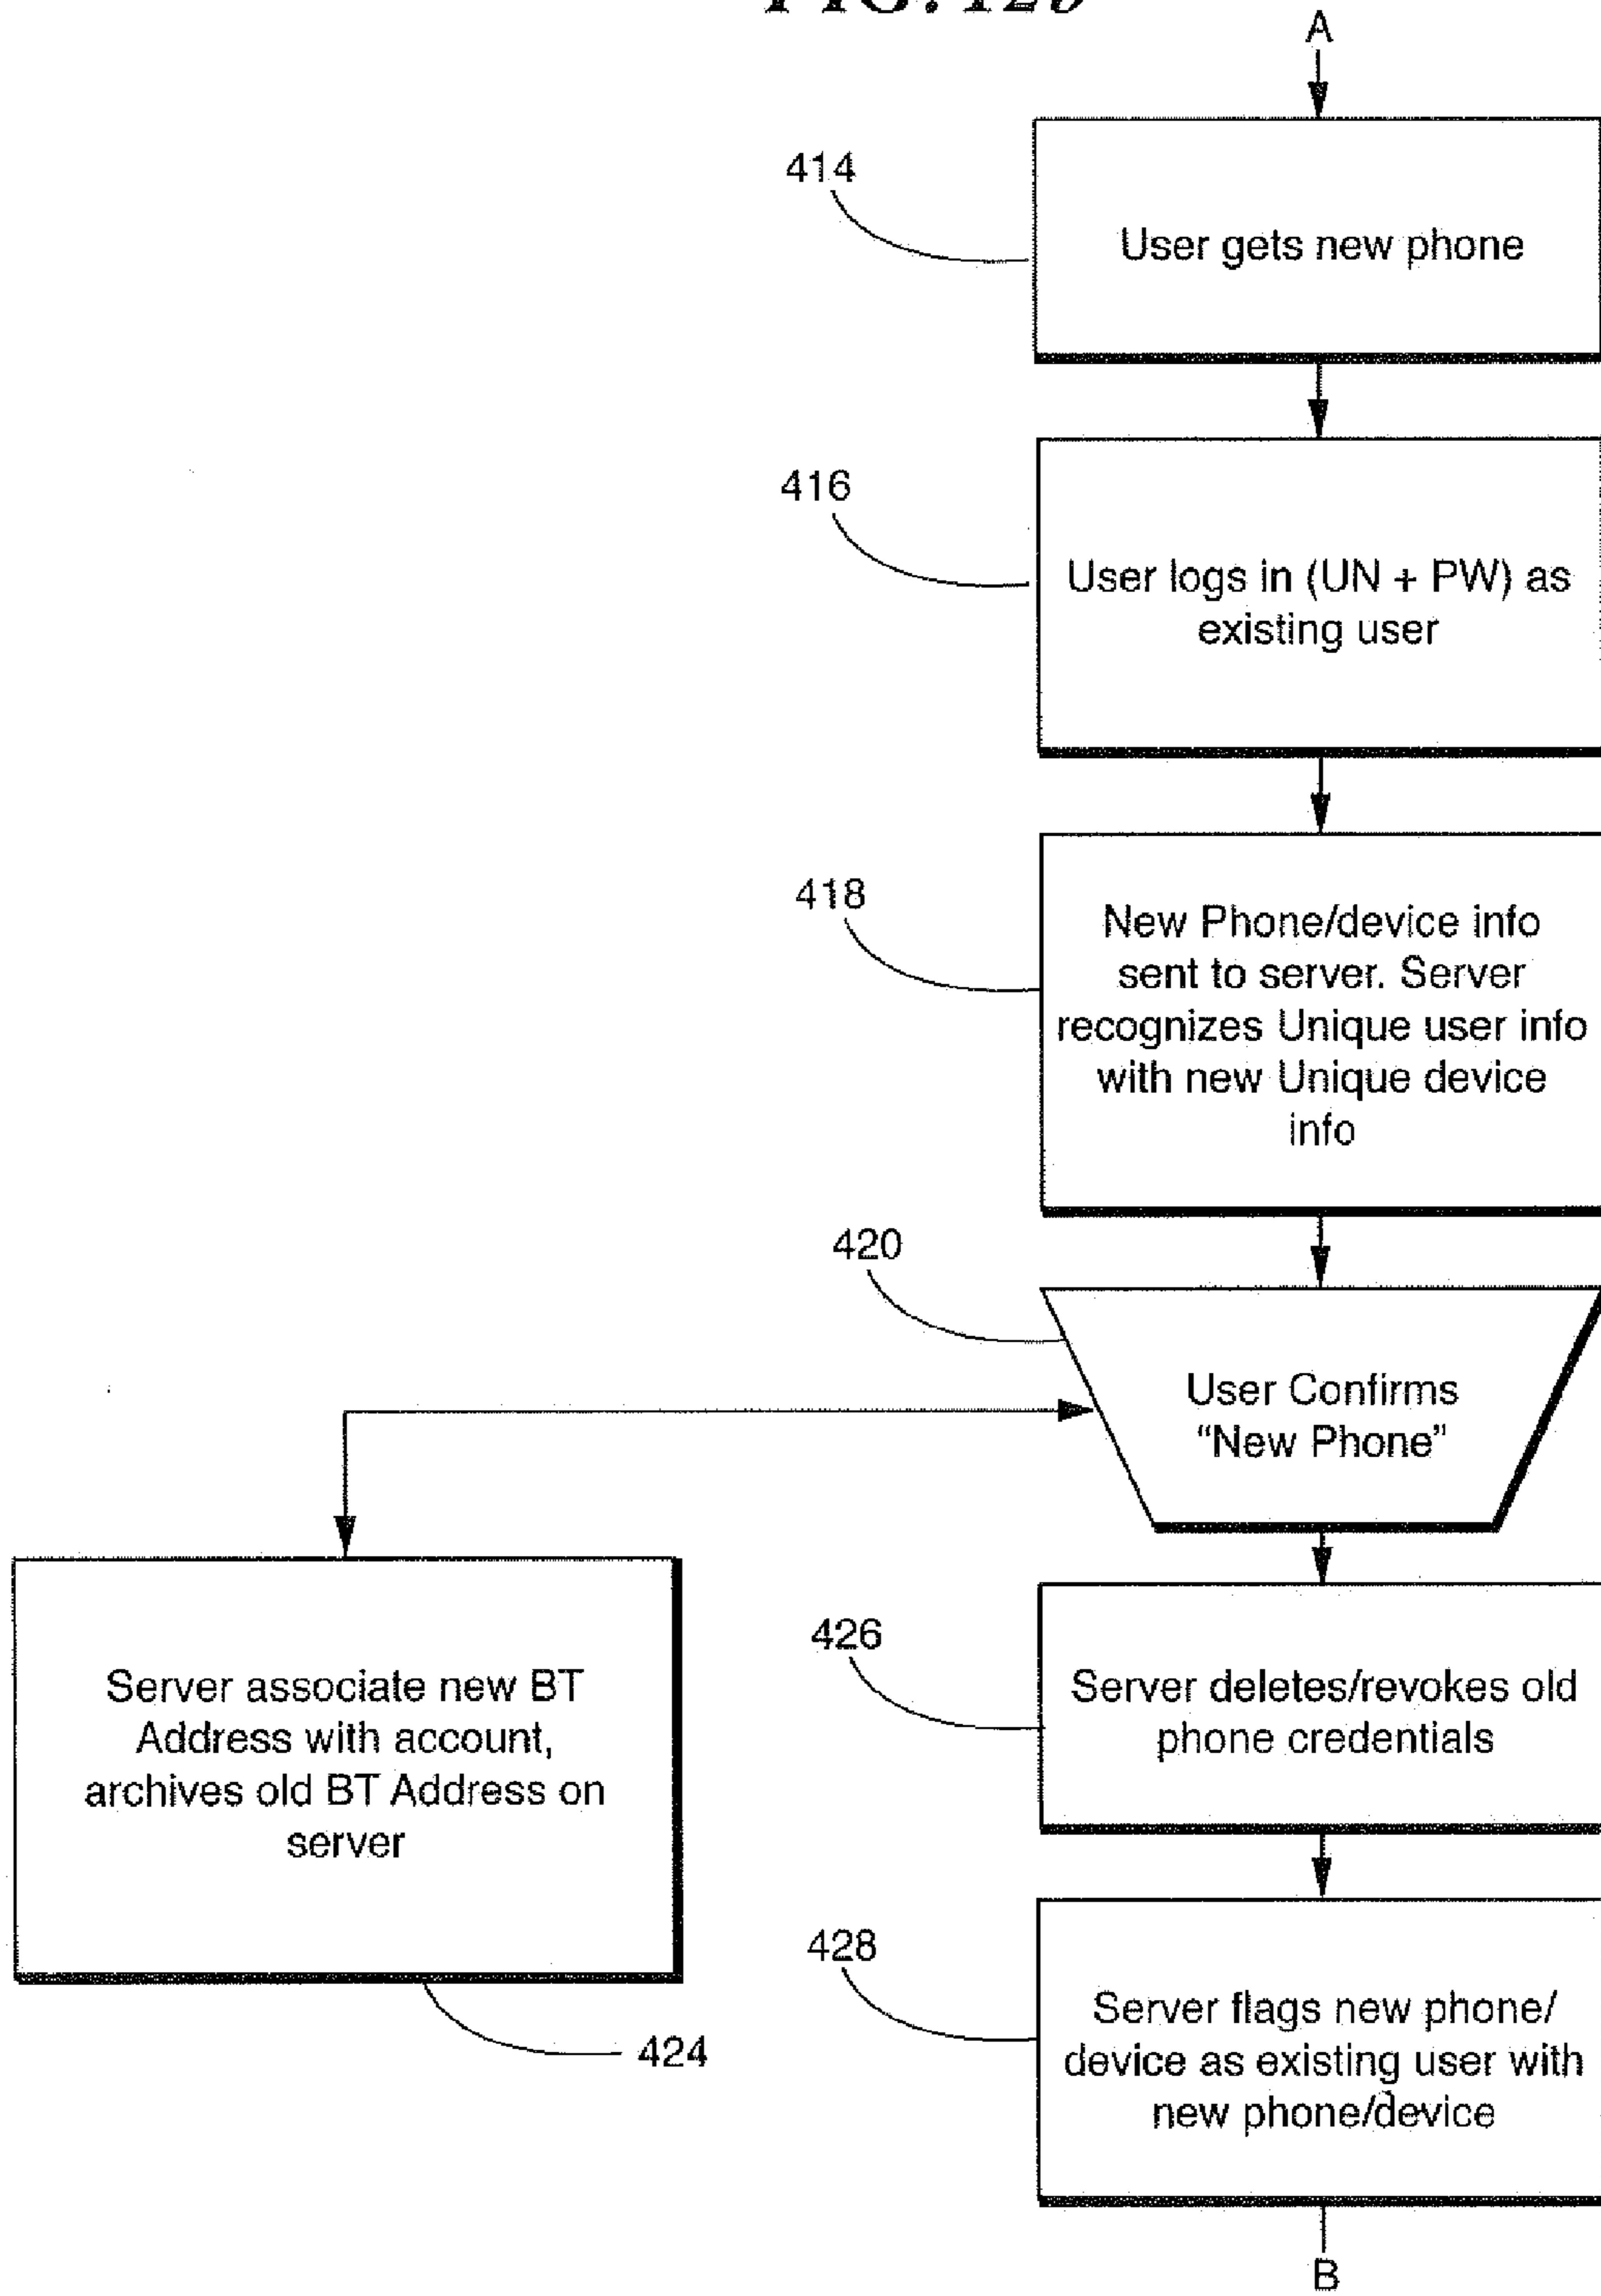 FIG. 12b
A
414
User gets new phone
416
User logs in (UN + PW) as
existing user
418
New Phone/device info
sent to server. Server
recognizes Unique user info
with new Unique device
info
420
User Confirms
“New Phone”
Server associate new BT
Address with account,
archives old BT Address on
server
424
426
Server deletes/revokes old
phone credentials
428
Server flags new phone/
device as existing user with
new phone/device
B